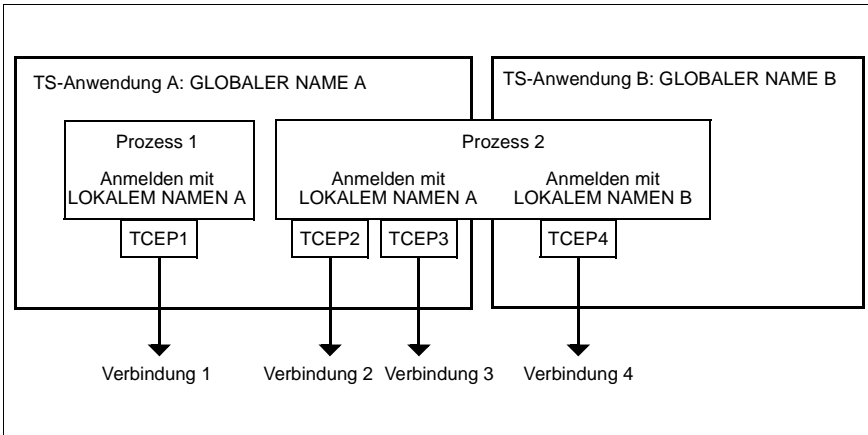 TS-Anwendung A: GLOBALER NAME A
TS-Anwendung B: GLOBALER NAME B
Prozess 1
Anmelden mit
LOKALEM NAMEN A
Prozess 2
Anmelden mit
LOKALEM NAMEN A
Anmelden mit
LOKALEM NAMEN B
TCEP1
TCEP2
TCEP3
TCEP4
Verbindung 1
Verbindung 2
Verbindung 3
Verbindung 4